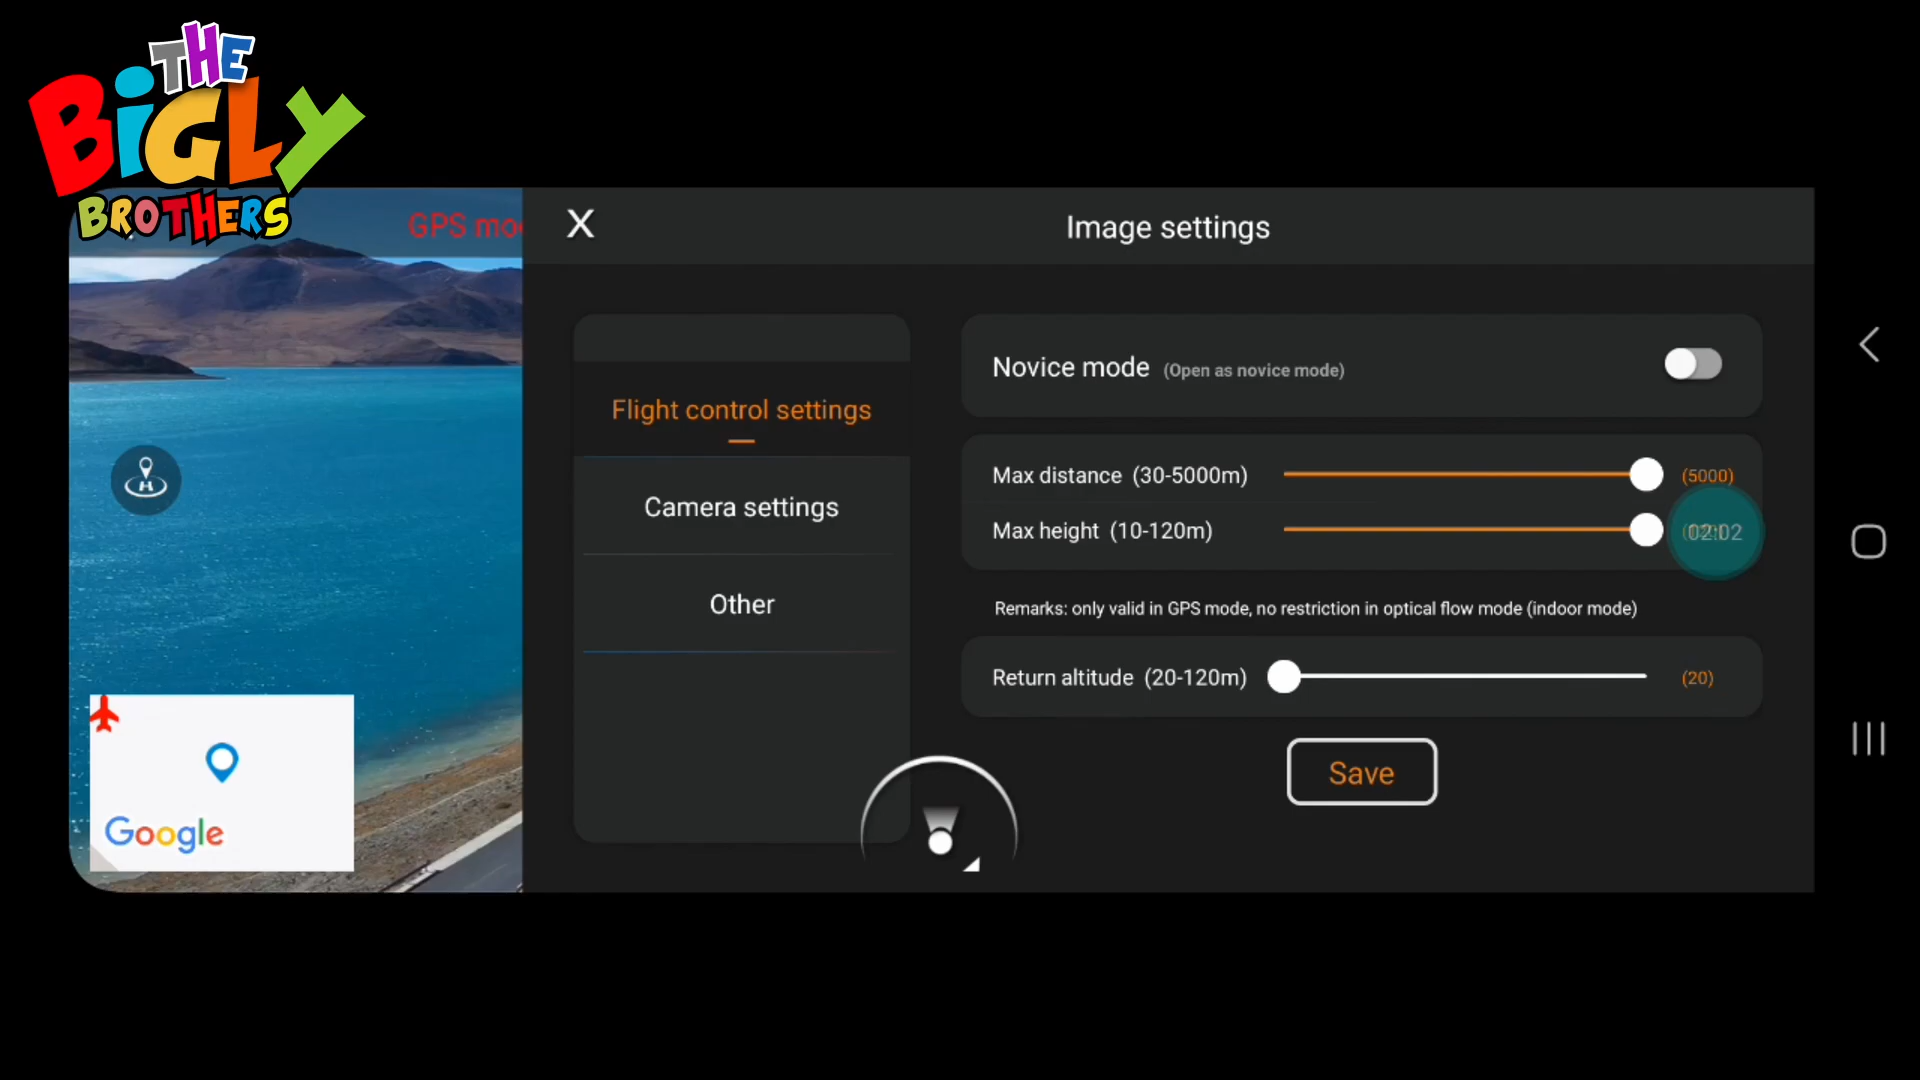 THE
BiGLY
BROTHERS
GPS mo
X
Image settings
Novice mode (Open as novice mode)
Flight control settings
Max distance (30-5000m) (5000)
Camera settings
Max height (10-120m)
02:02
Other
Remarks: only valid in GPS mode, no restriction in optical flow mode (indoor mode)
Return altitude (20-120m) (20)
Save
H
Google